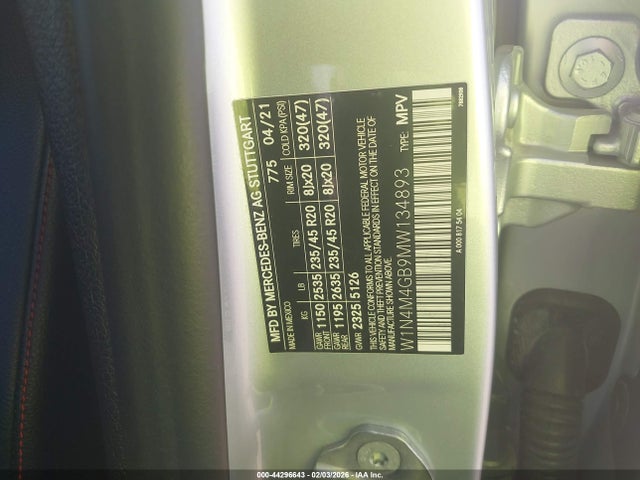 MFD BY MERCEDES-BENZ AG STUTTGART
MADE IN MEXICO 775 04/21
KG LB TIRES RIM SIZE COLD KPA(PSI)
GAWR FRONT 1150 2535 235/45 R20 8Jx20 320(47)
GAWR REAR 1195 2635 235/45 R20 8Jx20 320(47)
GVWR 2325 5126
THIS VEHICLE CONFORMS TO ALL APPLICABLE FEDERAL MOTOR VEHICLE
SAFETY AND THEFT PREVENTION STANDARDS IN EFFECT ON THE DATE OF
MANUFACTURE SHOWN ABOVE.
W1N4M4GB9MW134893 TYPE: MPV
A 000 817 54 04
8.8
000-44296643 - 02/03/2026 - IAA Inc.